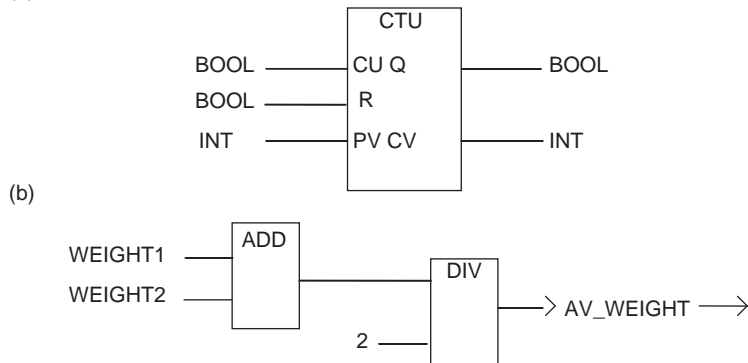 CTU
BOOL CU Q BOOL
BOOL R
INT PV CV INT
(b)
ADD
WEIGHT1
DIV
WEIGHT2
AV_WEIGHT
2